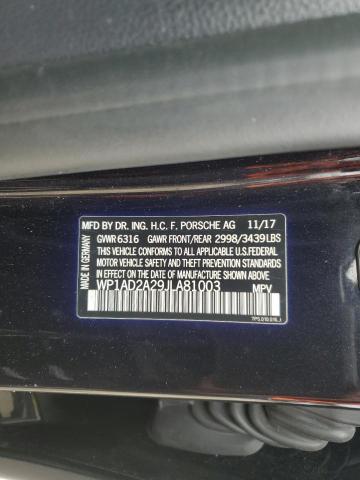 MFD BY DR. ING. H.C. F. PORSCHE AG 11/17
GVWR 6316 GAWR FRONT/REAR 2998/3439LBS
THIS VEHICLE CONFORMS TO ALL APPLICABLE U.S.FEDERAL
MOTOR VEHICLE SAFETY AND THEFT PREVENTION STANDARDS
IN EFFECT ON THE DATE OF MANUFACTURE SHOWN ABOVE
WP1AD2A29JLA81003 MPV
MADE IN GERMANY